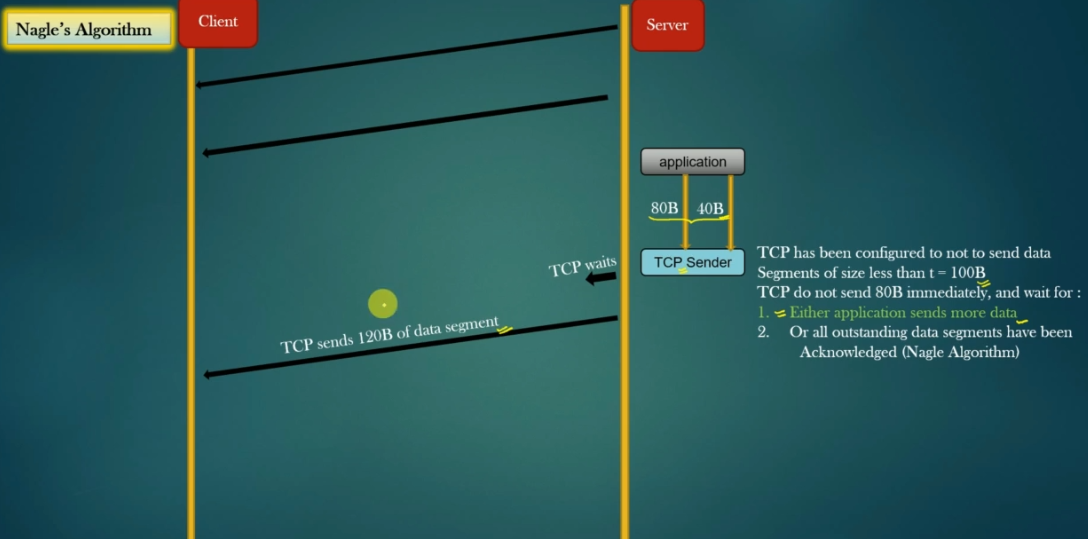 Nagle's Algorithm
Client
Server
application
80B
40B
TCP Sender
TCP waits
TCP sends 120B of data segment
TCP has been configured to not to send data
Segments of size less than t = 100B
TCP do not send 80B immediately, and wait for :
1. Either application sends more data
2. Or all outstanding data segments have been
Acknowledged (Nagle Algorithm)